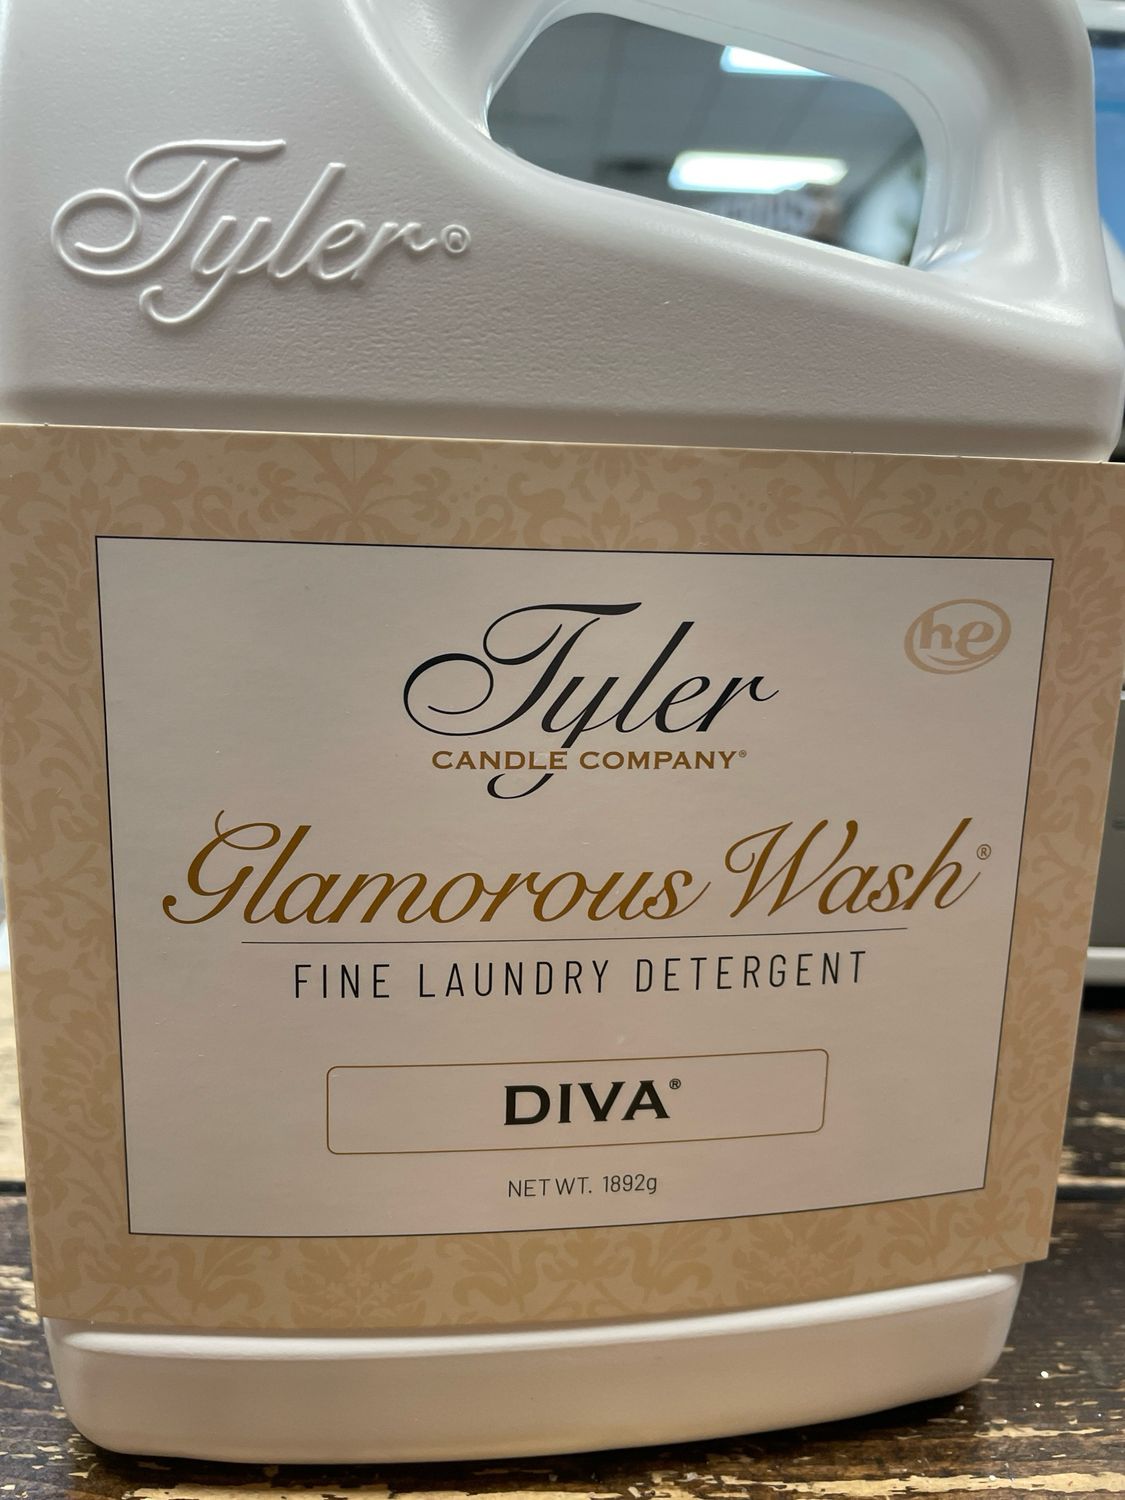 Tyler®
he
Tyler
CANDLE COMPANY®
Glamorous Wash®
FINE LAUNDRY DETERGENT
DIVA®
NET WT. 1892g